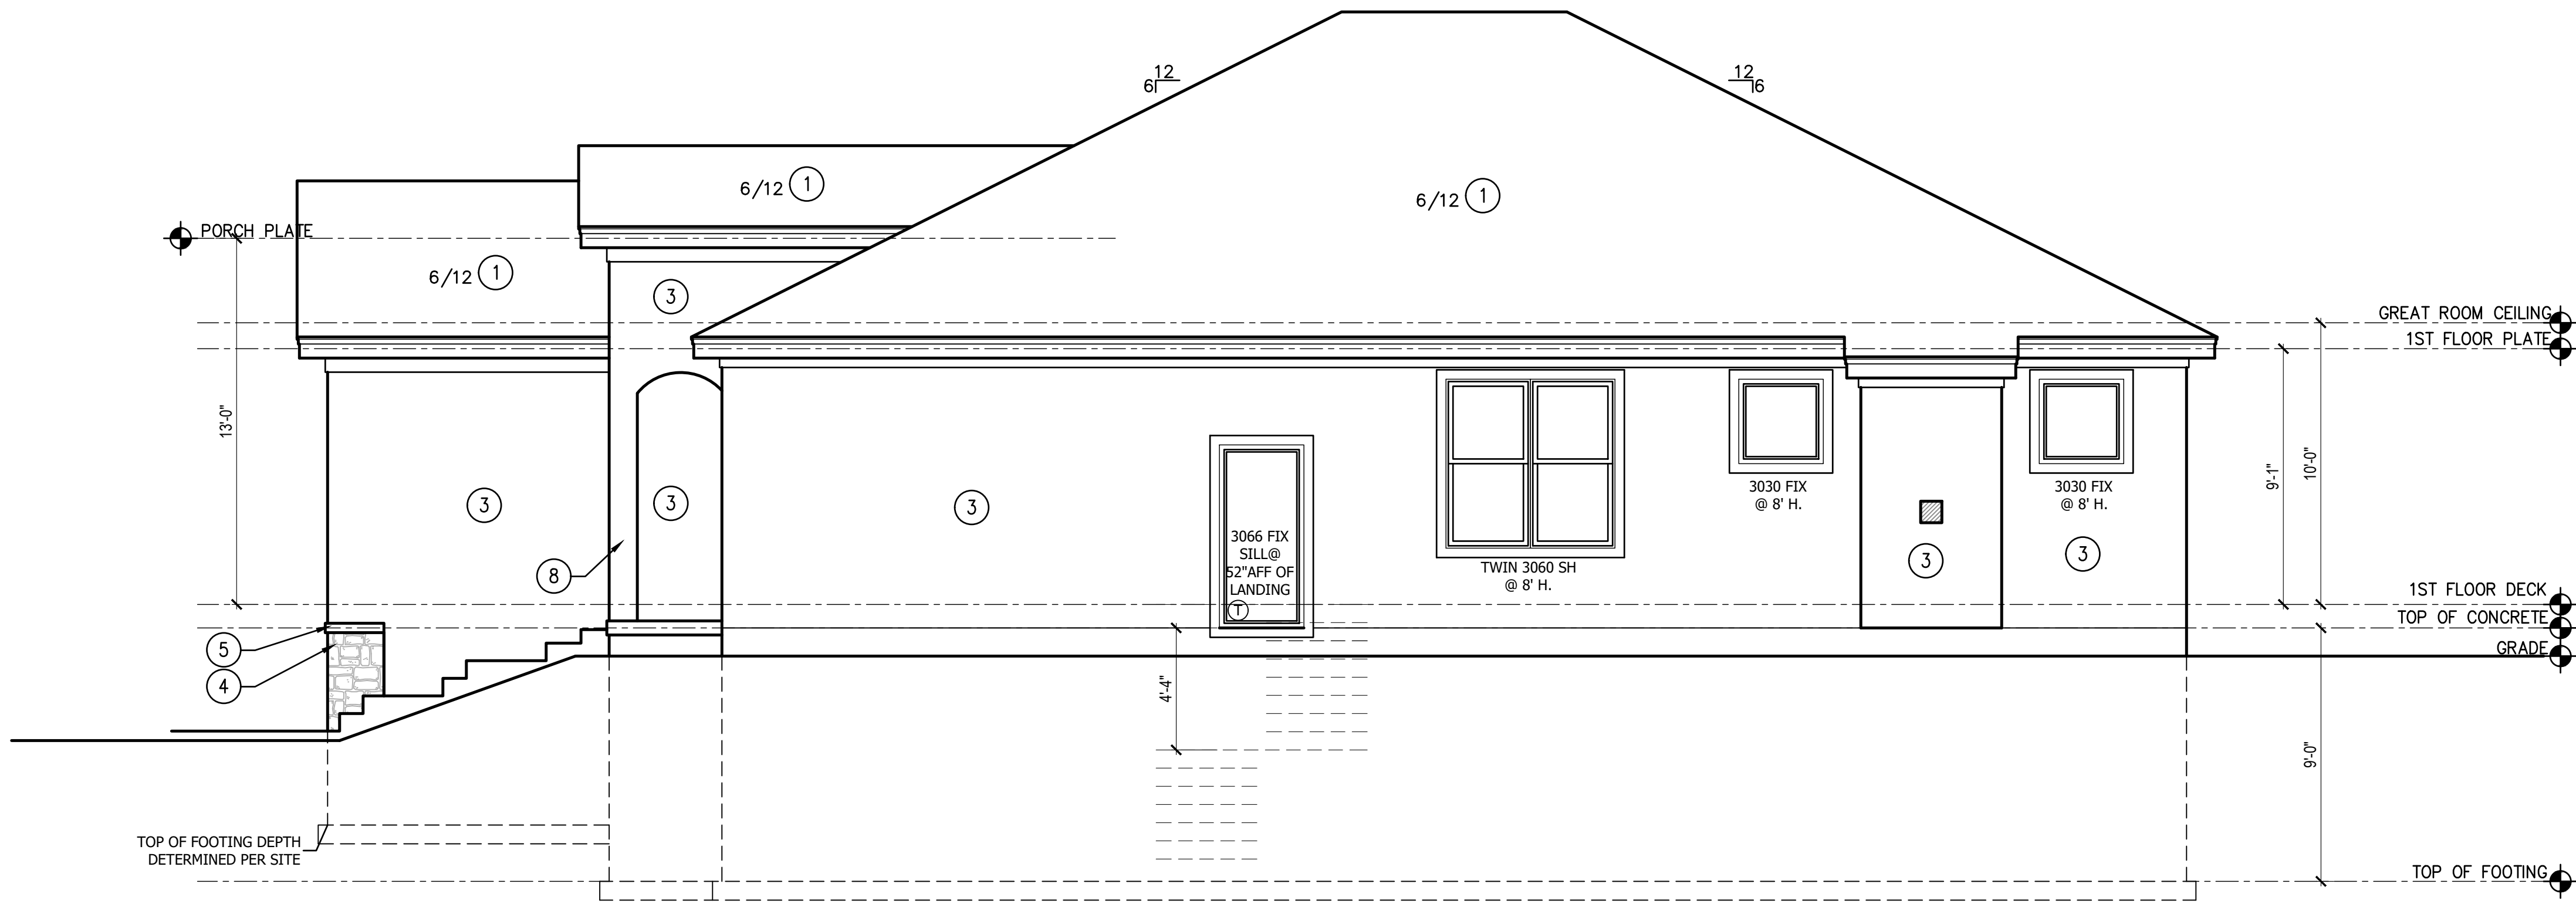 12
6
12
6
6/12 1
6/12 1
6/12 1
PORCH PLATE
3
GREAT ROOM CEILING
1ST FLOOR PLATE
13'-0"
9'-1"
10'-0"
3
3
3
3066 FIX
SILL@
52"AFF OF
LANDING
T
TWIN 3060 SH
@ 8' H.
3030 FIX
@ 8' H.
3030 FIX
@ 8' H.
3
3
8
1ST FLOOR DECK
TOP OF CONCRETE
GRADE
5
4
4'-4"
9'-0"
TOP OF FOOTING DEPTH
DETERMINED PER SITE
TOP OF FOOTING